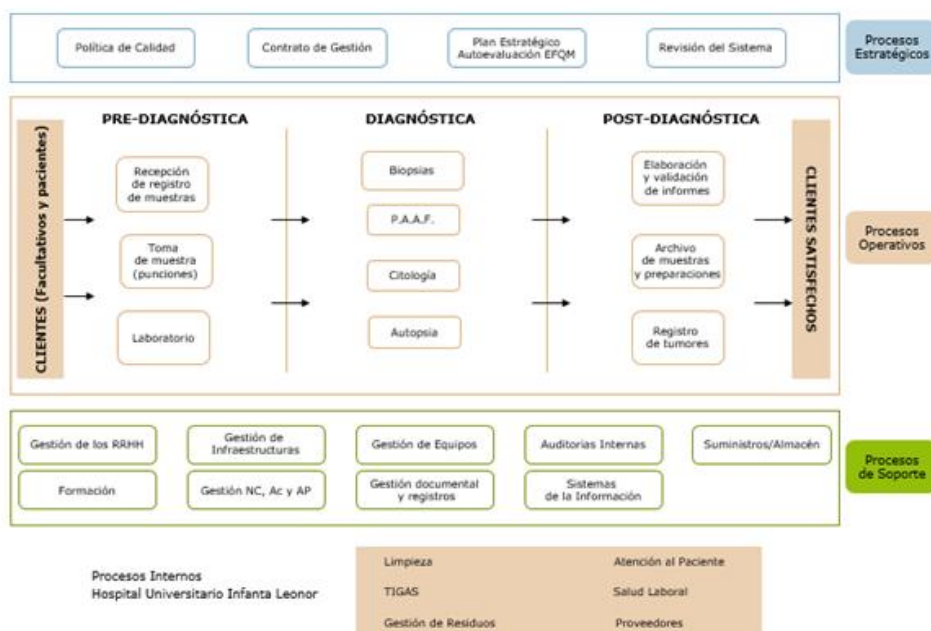 Política de Calidad
Contrato de Gestión
Plan Estratégico
Autoevaluación EFQM
Revisión del Sistema
Procesos
Estratégicos
CLIENTES (Facultativos y pacientes)
PRE-DIAGNÓSTICA
Recepción
de registro
de muestras
Toma
de muestra
(punciones)
Laboratorio
DIAGNÓSTICA
Biopsias
P.A.A.F.
Citología
Autopsia
POST-DIAGNÓSTICA
Elaboración
y validación
de informes
Archivo
de muestras
y preparaciones
Registro
de tumores
CLIENTES SATISFECHOS
Procesos
Operativos
Gestión de los RRHH
Gestión de
Infraestructuras
Gestión de Equipos
Auditorias Internas
Suministros/Almacén
Formación
Gestión NC, Ac y AP
Gestión documental
y registros
Sistemas
de la Información
Procesos
de Soporte
Procesos Internos
Hospital Universitario Infanta Leonor
Limpieza
Atención al Paciente
TIGAS
Salud Laboral
Gestión de Residuos
Proveedores